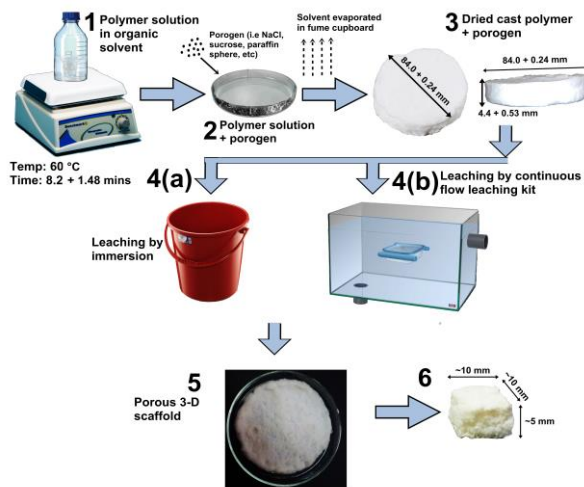 1 Polymer solution
in organic
solvent
Temp: 60 °C
Time: 8.2 + 1.48 mins
Porogen (i.e NaCl,
sucrose, paraffin
sphere, etc)
2 Polymer solution
+ porogen
Solvent evaporated
in fume cupboard
3 Dried cast polymer
+ porogen
84.0 + 0.24 mm
84.0 + 0.24 mm
4.4 + 0.53 mm
4(a)
Leaching by
immersion
4(b) Leaching by continuous
flow leaching kit
5
Porous 3-D
scaffold
6
~10 mm
~10 mm
~5 mm